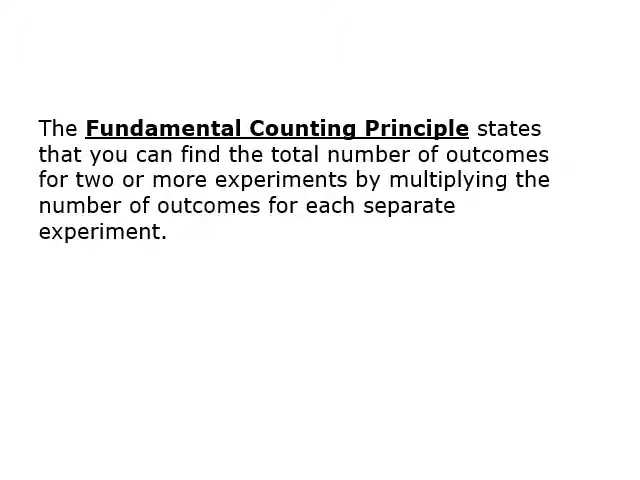 The Fundamental Counting Principle states
that you can find the total number of outcomes
for two or more experiments by multiplying the
number of outcomes for each separate
experiment.